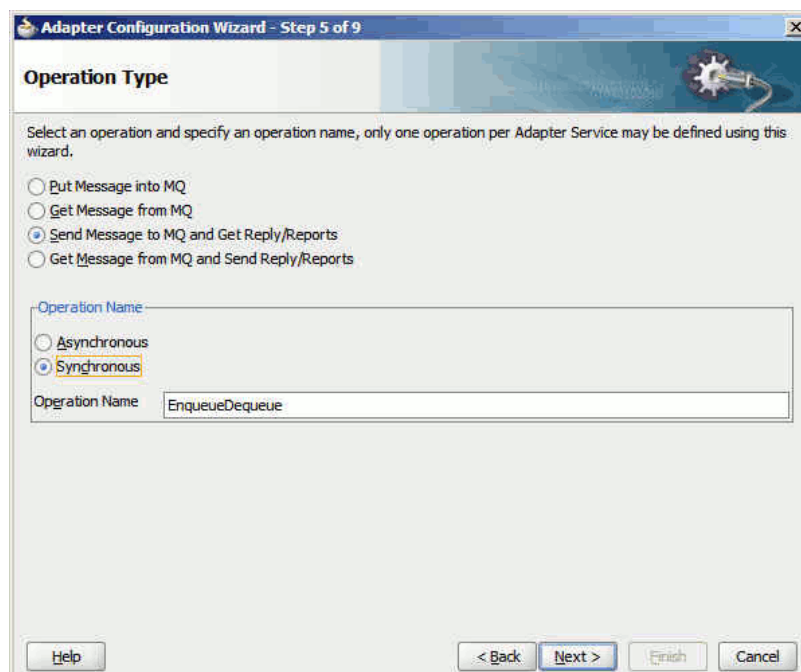 Adapter Configuration Wizard - Step 5 of 9
Operation Type
Select an operation and specify an operation name, only one operation per Adapter Service may be defined using this
wizard.
Put Message into MQ
Get Message from MQ
Send Message to MQ and Get Reply/Reports
Get Message from MQ and Send Reply/Reports
Operation Name
Asynchronous
Synchronous
Operation Name EnqueueDequeue
Help < Back Next > Finish Cancel